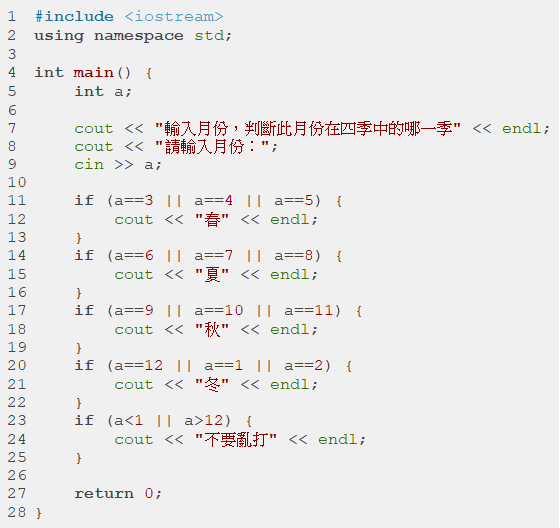 1 #include <iostream>
2 using namespace std;
3
4 int main() {
5     int a;
6
7     cout << "輸入月份，判斷此月份在四季中的哪一季" << endl;
8     cout << "請輸入月份：";
9     cin >> a;
10
11     if (a==3 || a==4 || a==5) {
12         cout << "春" << endl;
13     }
14     if (a==6 || a==7 || a==8) {
15         cout << "夏" << endl;
16     }
17     if (a==9 || a==10 || a==11) {
18         cout << "秋" << endl;
19     }
20     if (a==12 || a==1 || a==2) {
21         cout << "冬" << endl;
22     }
23     if (a<1 || a>12) {
24         cout << "不要亂打" << endl;
25     }
26
27     return 0;
28 }